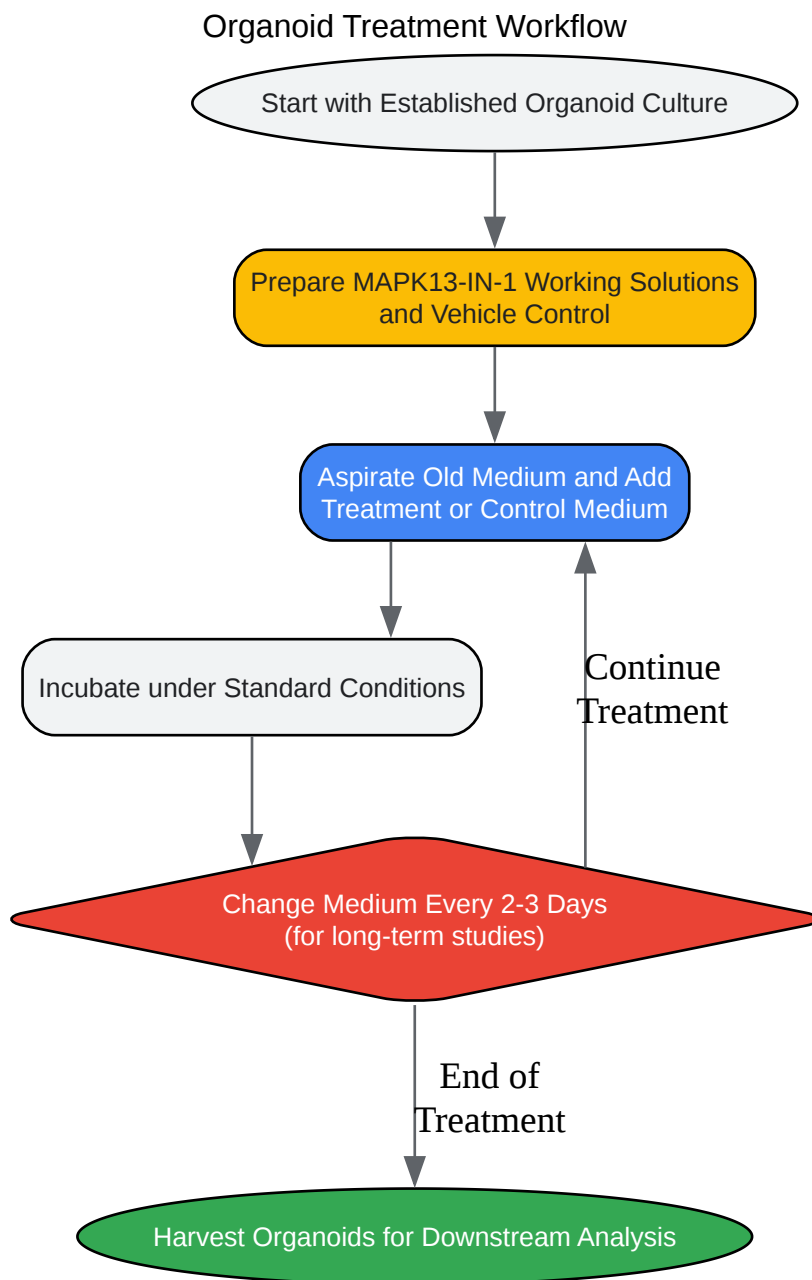 Organoid Treatment Workflow
Start with Established Organoid Culture
Prepare MAPK13-IN-1 Working Solutions
and Vehicle Control
Aspirate Old Medium and Add
Treatment or Control Medium
Incubate under Standard Conditions
Continue
Treatment
Change Medium Every 2-3 Days
(for long-term studies)
End of
Treatment
Harvest Organoids for Downstream Analysis